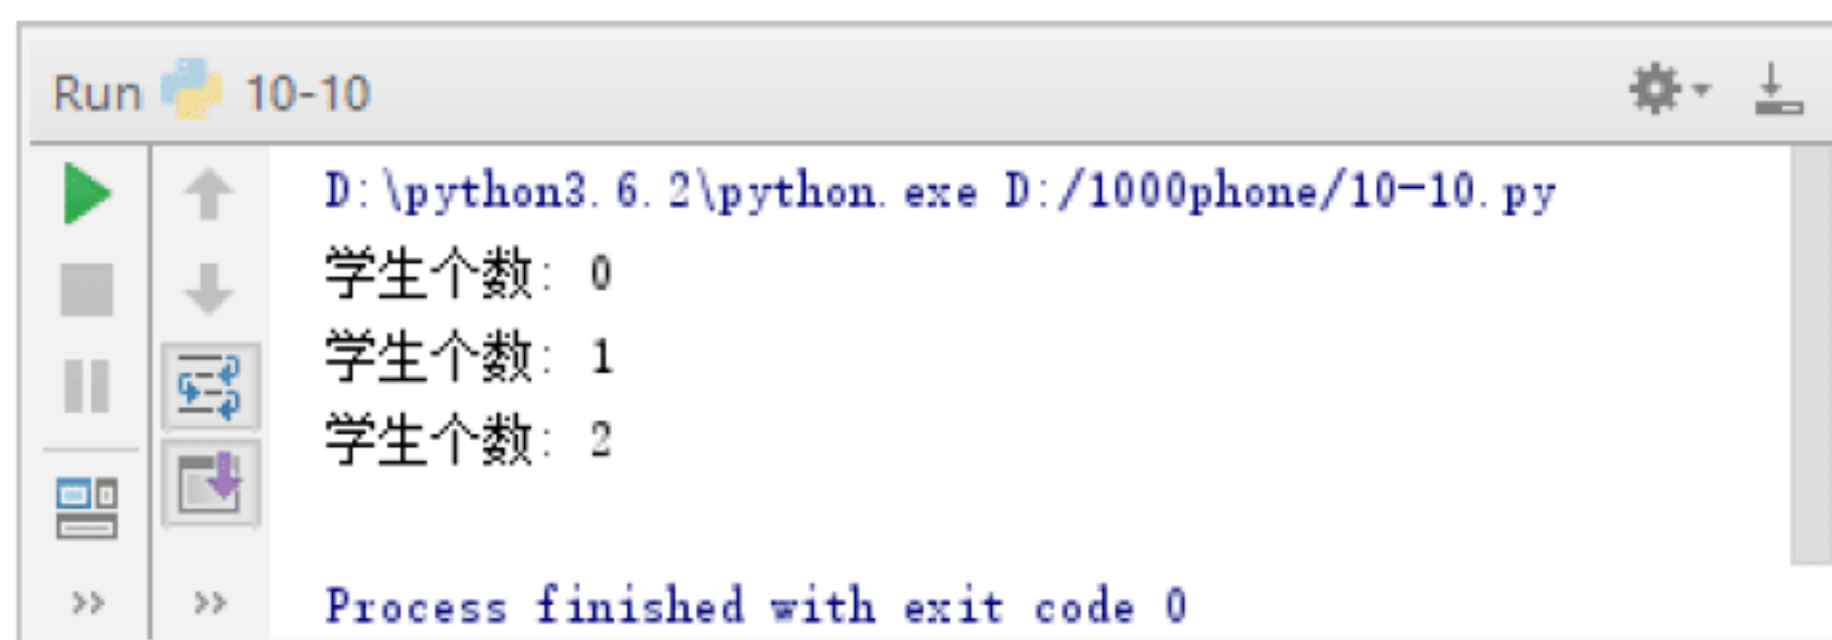 Run 10-10
D:\python3.6.2\python.exe D:/1000phone/10-10.py
学生个数: 0
学生个数: 1
学生个数: 2
Process finished with exit code 0